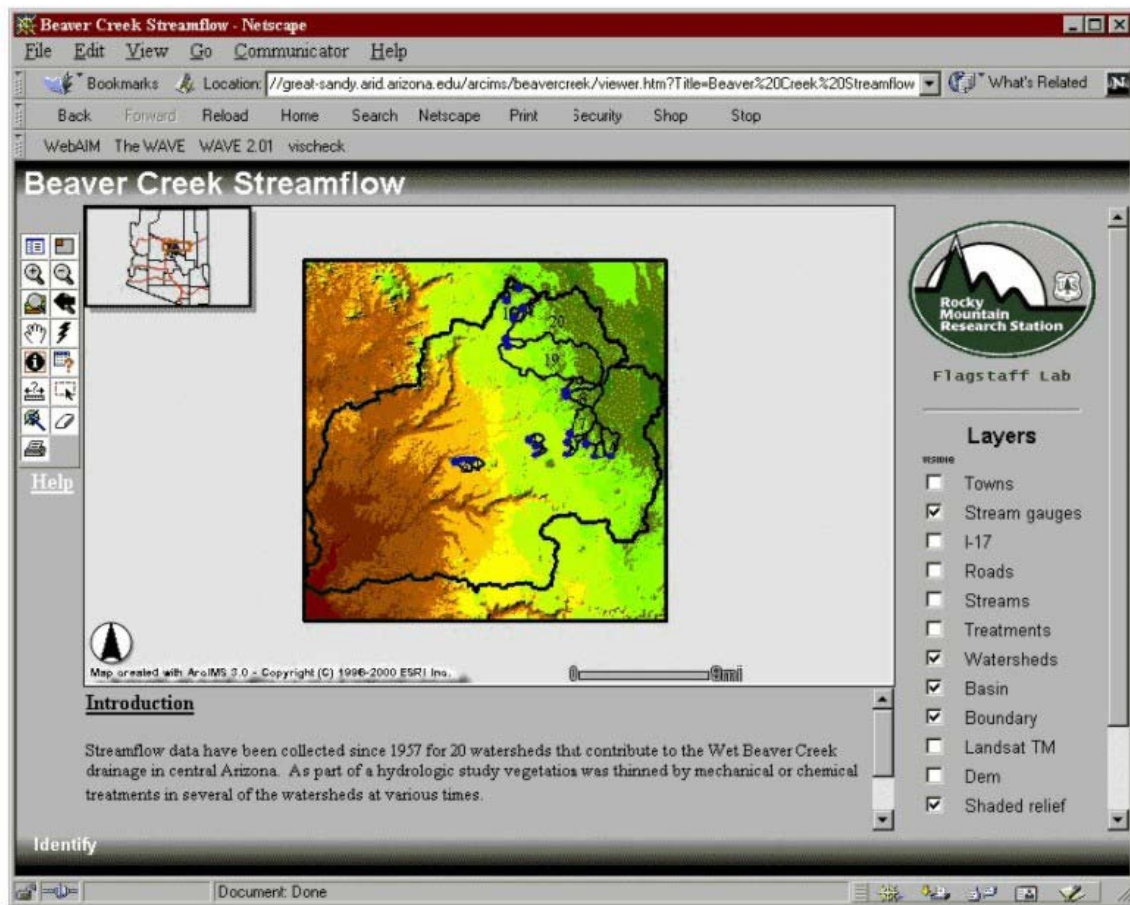 Beaver Creek Streamflow - Netscape
File Edit View Go Communicator Help
Bookmarks Location: //great-sandy.arid.arizona.edu/arcims/beavercreek/viewer.htm?Title=Beaver%20Creek%20Streamflow What's Related N
Back Forward Reload Home Search Netscape Print Security Shop Stop
WebAIM The WAVE WAVE 2.01 vischeck
Beaver Creek Streamflow
Help
20
19
Rocky
Mountain
Research Station
Flagstaff Lab
Layers
VISIBLE
Towns
Stream gauges
I-17
Roads
Streams
Treatments
Watersheds
Basin
Boundary
Landsat TM
Dem
Shaded relief
Map created with ArcIMS 3.0 - Copyright (C) 1996-2000 ESRI Inc.
0 9mi
Introduction
Streamflow data have been collected since 1957 for 20 watersheds that contribute to the Wet Beaver Creek
drainage in central Arizona. As part of a hydrologic study vegetation was thinned by mechanical or chemical
treatments in several of the watersheds at various times.
Identify
Document: Done